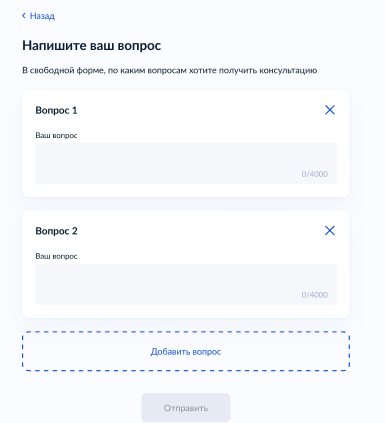 Назад
Напишите ваш вопрос
В свободной форме, по каким вопросам хотите получить консультацию
Вопрос 1
Ваш вопрос
0/4000
Вопрос 2
Ваш вопрос
0/4000
Добавить вопрос
Отправить